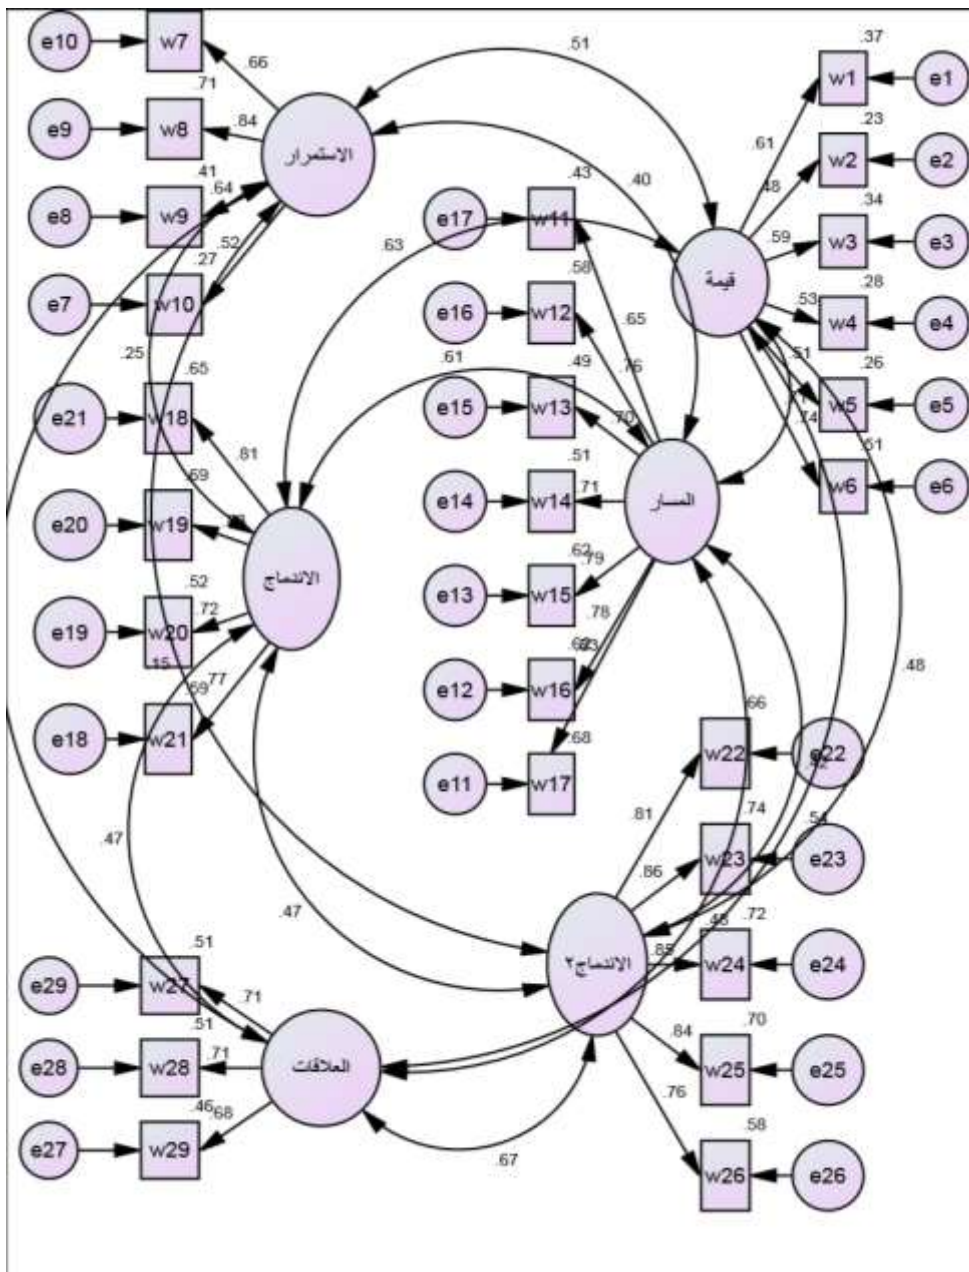 e10 w7 .66 .51 .37 w1 e1
.71 .23
e9 w8 .84 الاستمرار .61 w2 e2
.41 .43 .40 .48 .34
e8 w9 .64 e17 w11 .59 w3 e3
.27 .52 .63 .58 قيمة .28
e7 w10 e16 w12 .65 .53 w4 e4
.25 .65 .61 .49 .76 .51 .26
e21 w18 e15 w13 .70 .74 w5 e5
.81 .51 .51
.69 e14 w14 .71 المسار w6 e6
e20 w19 .62 .79
الاندماج e13 w15
.52 .72 .78
e19 w20
.15 e12 w16 .48
.59 .77 .66
e18 w21 .68 w22 e22
e11 w17 .81 .74 .54
.47 .86 w23 e23
.47 .48 .72
.51 الاندماج٢ .85 w24 e24
e29 w27 .71 .70
.51 .84 w25 e25
e28 w28 .71 العلاقات .76
.46 .68 .58
e27 w29 .67 w26 e26